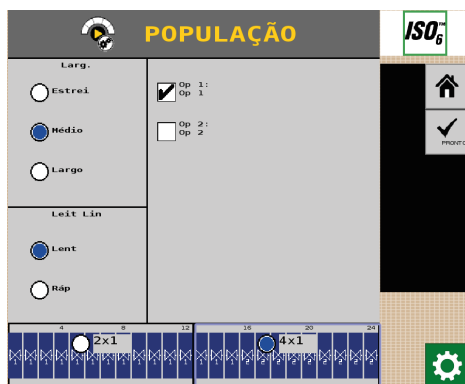 POPULAÇÃO
ISO 6 ™
Larg.
Estrei
Médio
Largo
Op 1:
Op 1
Op 2:
Op 2
PRONTO
Leit Lin
Lent
Ráp
4 8 12 16 20 24
2x1 4x1